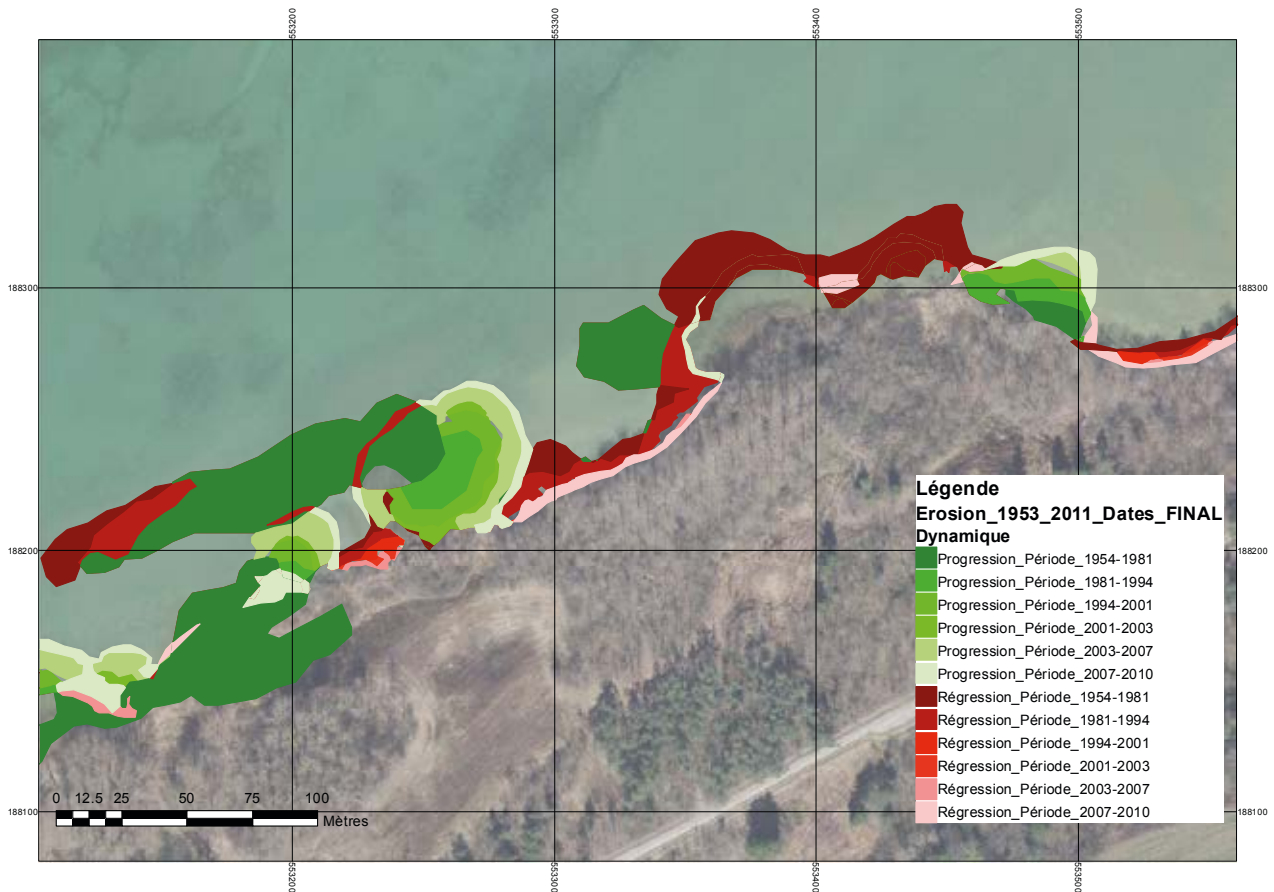 553200 553300 553400 553500
188300 188300
Légende
Erosion_1953_2011_Dates_FINAL
Dynamique
Progression_Période_1954-1981
188200 188200
Progression_Période_1981-1994
Progression_Période_1994-2001
Progression_Période_2001-2003
Progression_Période_2003-2007
Progression_Période_2007-2010
Régression_Période_1954-1981
Régression_Période_1981-1994
Régression_Période_1994-2001
Régression_Période_2001-2003
Régression_Période_2003-2007
0 12.5 25 50 75 100
188100 Régression_Période_2007-2010 188100
Mètres
553200 553300 553400 553500